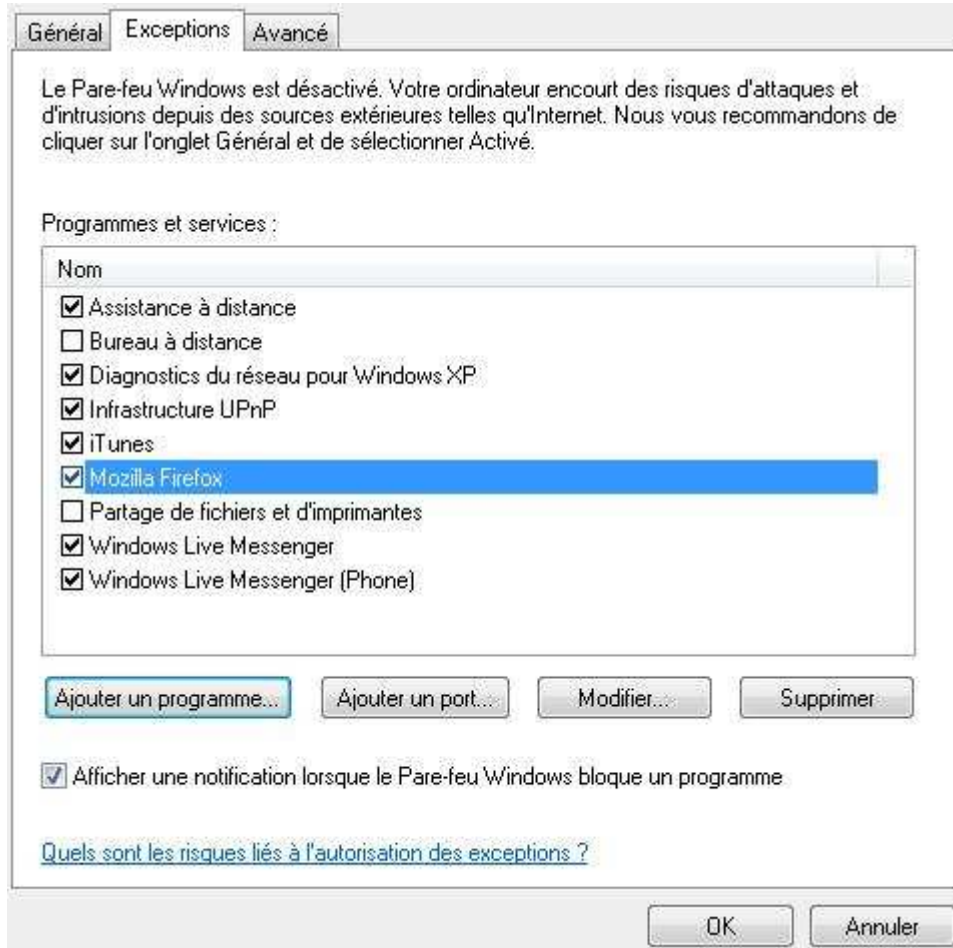 Général Exceptions Avancé
Le Pare-feu Windows est désactivé. Votre ordinateur encourt des risques d'attaques et
d'intrusions depuis des sources extérieures telles qu'Internet. Nous vous recommandons de
cliquer sur l'onglet Général et de sélectionner Activé.
Programmes et services :
Nom
Assistance à distance
Bureau à distance
Diagnostics du réseau pour Windows XP
Infrastructure UPnP
iTunes
Mozilla Firefox
Partage de fichiers et d'imprimantes
Windows Live Messenger
Windows Live Messenger (Phone)
Ajouter un programme... Ajouter un port... Modifier... Supprimer
Afficher une notification lorsque le Pare-feu Windows bloque un programme
Quels sont les risques liés à l'autorisation des exceptions ?
OK Annuler